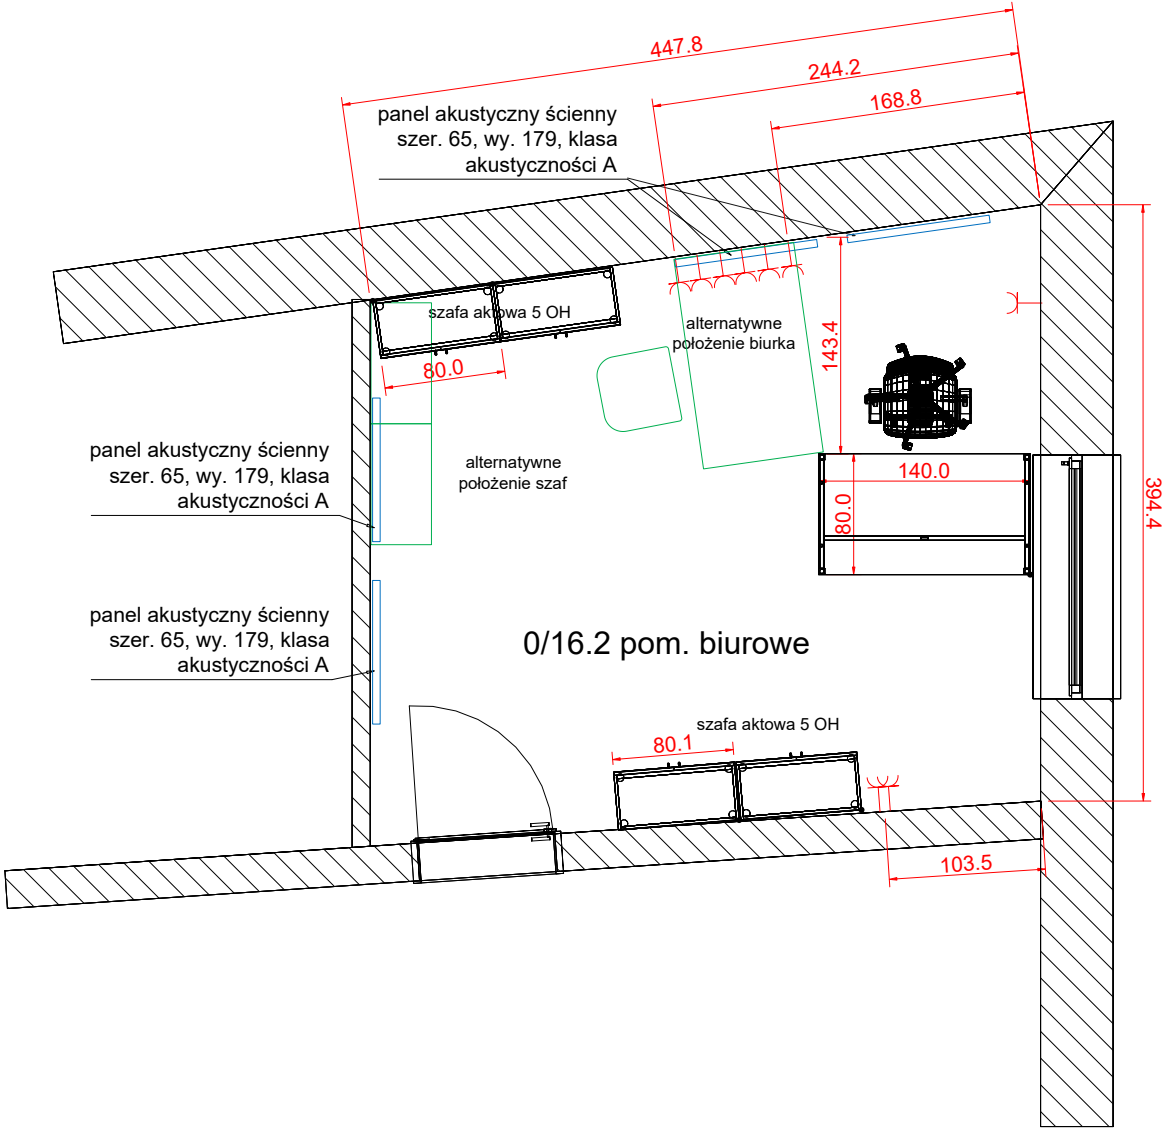 447.8
244.2
168.8
panel akustyczny ścienny
szer. 65, wy. 179, klasa
akustyczności A
szafa aktowa 5 OH
alternatywne
położenie biurka
143.4
80.0
panel akustyczny ścienny
szer. 65, wy. 179, klasa
akustyczności A
alternatywne
położenie szaf
140.0
80.0
394.4
panel akustyczny ścienny
szer. 65, wy. 179, klasa
akustyczności A
0/16.2 pom. biurowe
szafa aktowa 5 OH
80.1
103.5